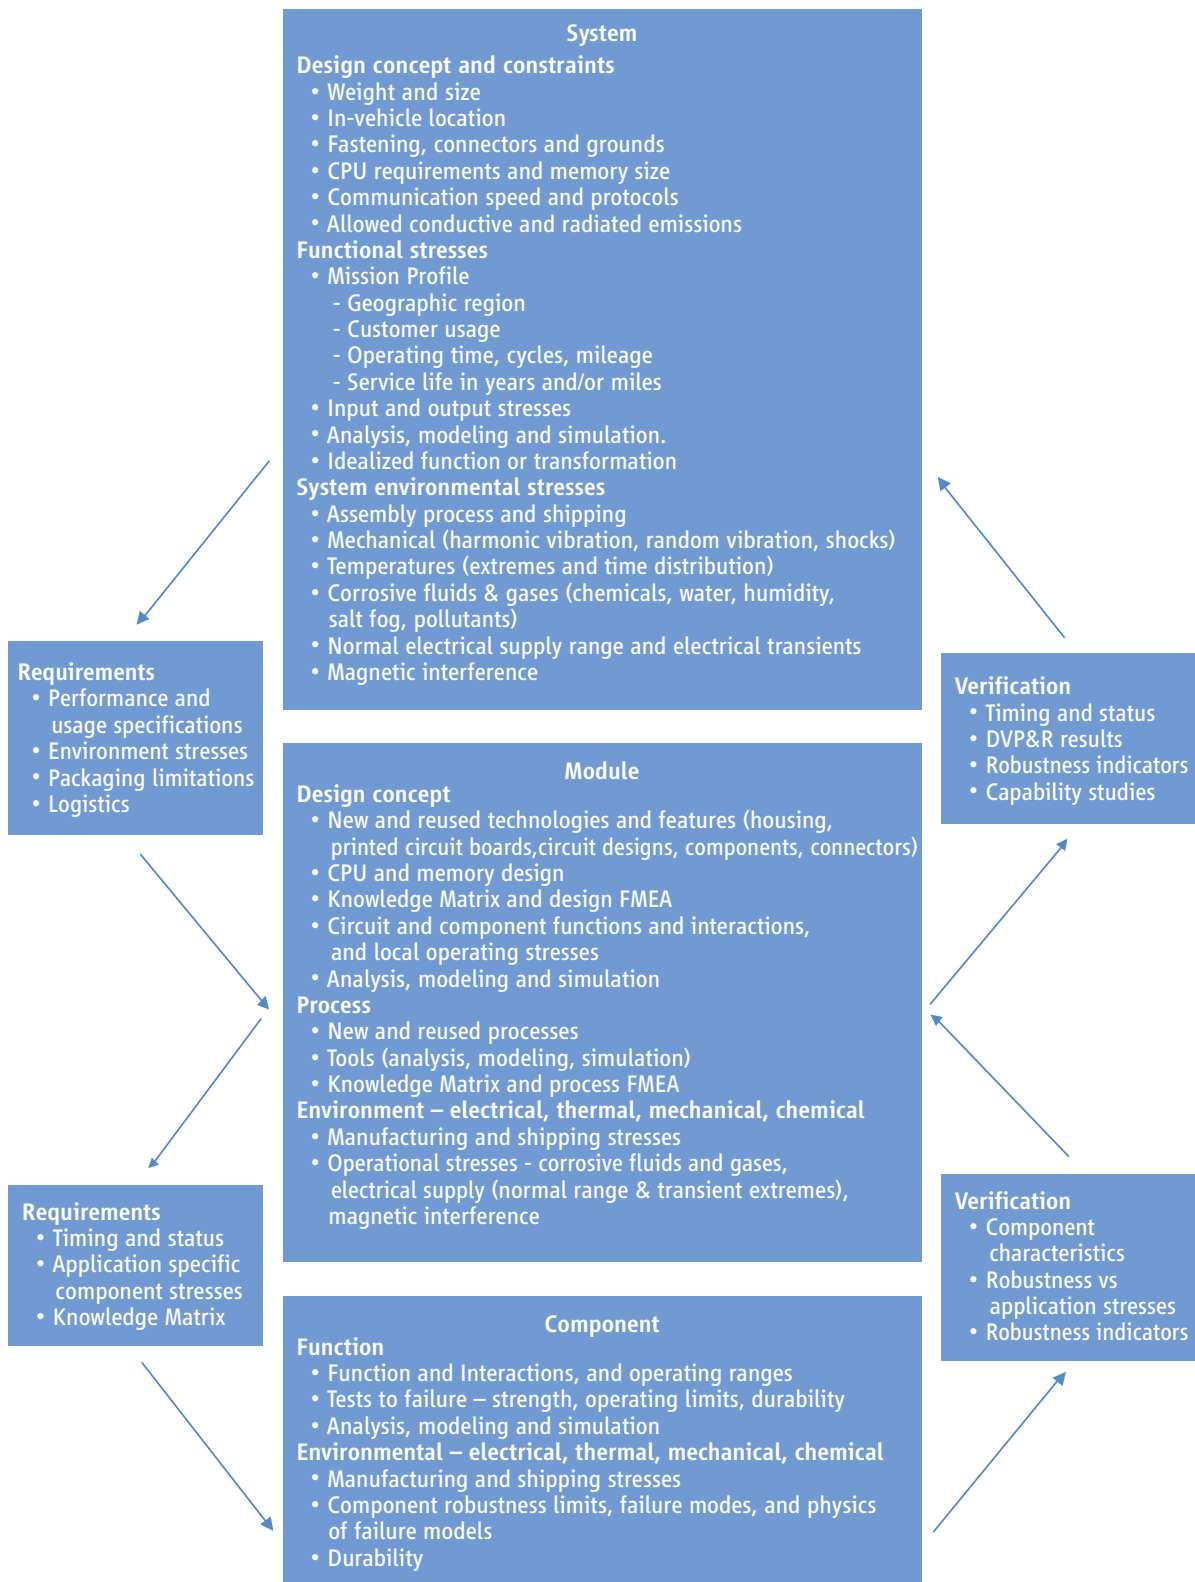 System
Design concept and constraints
• Weight and size
• In-vehicle location
• Fastening, connectors and grounds
• CPU requirements and memory size
• Communication speed and protocols
• Allowed conductive and radiated emissions
Functional stresses
• Mission Profile
- Geographic region
- Customer usage
- Operating time, cycles, mileage
- Service life in years and/or miles
• Input and output stresses
• Analysis, modeling and simulation.
• Idealized function or transformation
System environmental stresses
• Assembly process and shipping
• Mechanical (harmonic vibration, random vibration, shocks)
• Temperatures (extremes and time distribution)
• Corrosive fluids & gases (chemicals, water, humidity,
salt fog, pollutants)
• Normal electrical supply range and electrical transients
• Magnetic interference
Requirements
• Performance and
usage specifications
• Environment stresses
• Packaging limitations
• Logistics
Verification
• Timing and status
• DVP&R results
• Robustness indicators
• Capability studies
Module
Design concept
• New and reused technologies and features (housing,
printed circuit boards,circuit designs, components, connectors)
• CPU and memory design
• Knowledge Matrix and design FMEA
• Circuit and component functions and interactions,
and local operating stresses
• Analysis, modeling and simulation
Process
• New and reused processes
• Tools (analysis, modeling, simulation)
• Knowledge Matrix and process FMEA
Environment – electrical, thermal, mechanical, chemical
• Manufacturing and shipping stresses
• Operational stresses - corrosive fluids and gases,
electrical supply (normal range & transient extremes),
magnetic interference
Requirements
• Timing and status
• Application specific
component stresses
• Knowledge Matrix
Verification
• Component
characteristics
• Robustness vs
application stresses
• Robustness indicators
Component
Function
• Function and Interactions, and operating ranges
• Tests to failure – strength, operating limits, durability
• Analysis, modeling and simulation
Environmental – electrical, thermal, mechanical, chemical
• Manufacturing and shipping stresses
• Component robustness limits, failure modes, and physics
of failure models
• Durability